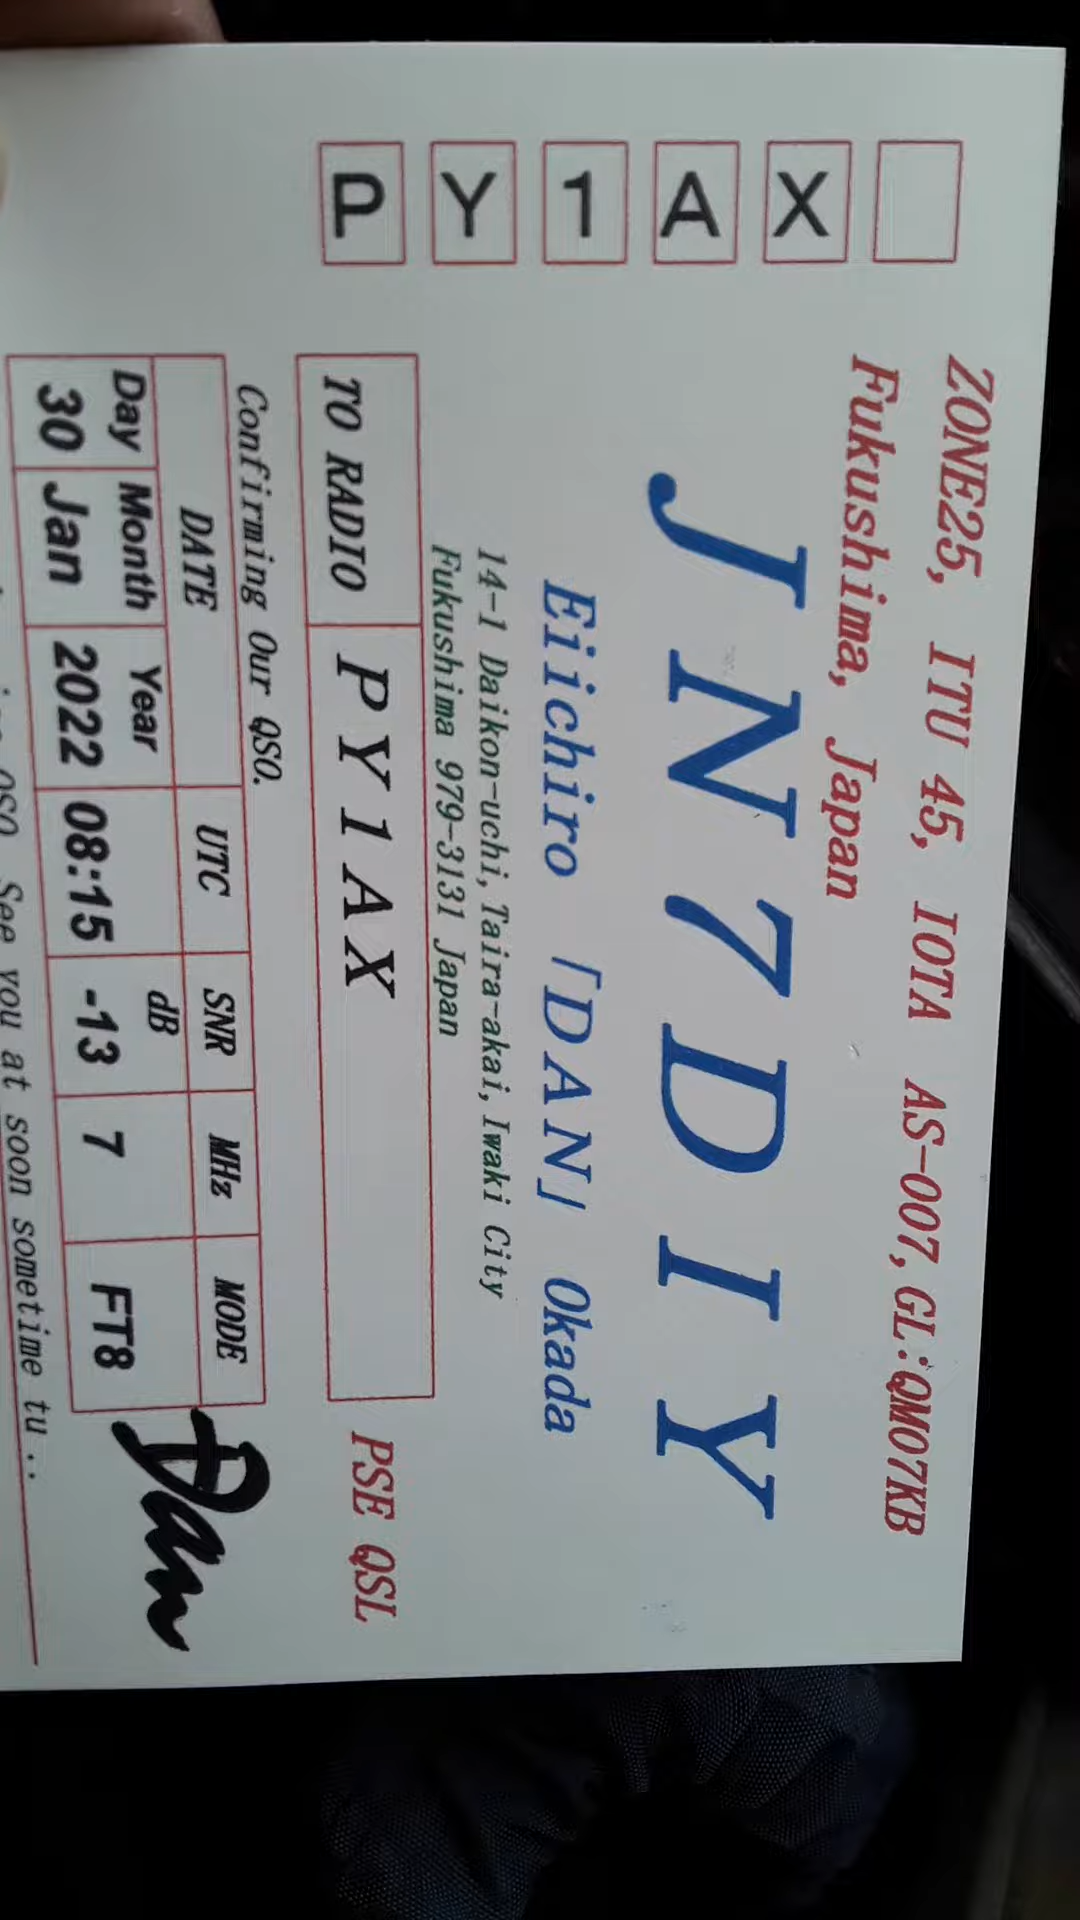 P Y 1 A X
ZONE25, ITU 45, IOTA AS-007, GL:QM07KB
Fukushima, Japan
JN7DIY
Eiichiro 「DAN」 Okada
14-1 Daikon-uchi, Taira-akai, Iwaki City
Fukushima 979-3131 Japan
TO RADIO PY1AX PSE QSL
Confirming Our QSO.
DATE UTC SNR MHz MODE
Day Month Year dB
30 Jan 2022 08:15 -13 7 FT8
Dan
QSO See you at soon sometime tu..